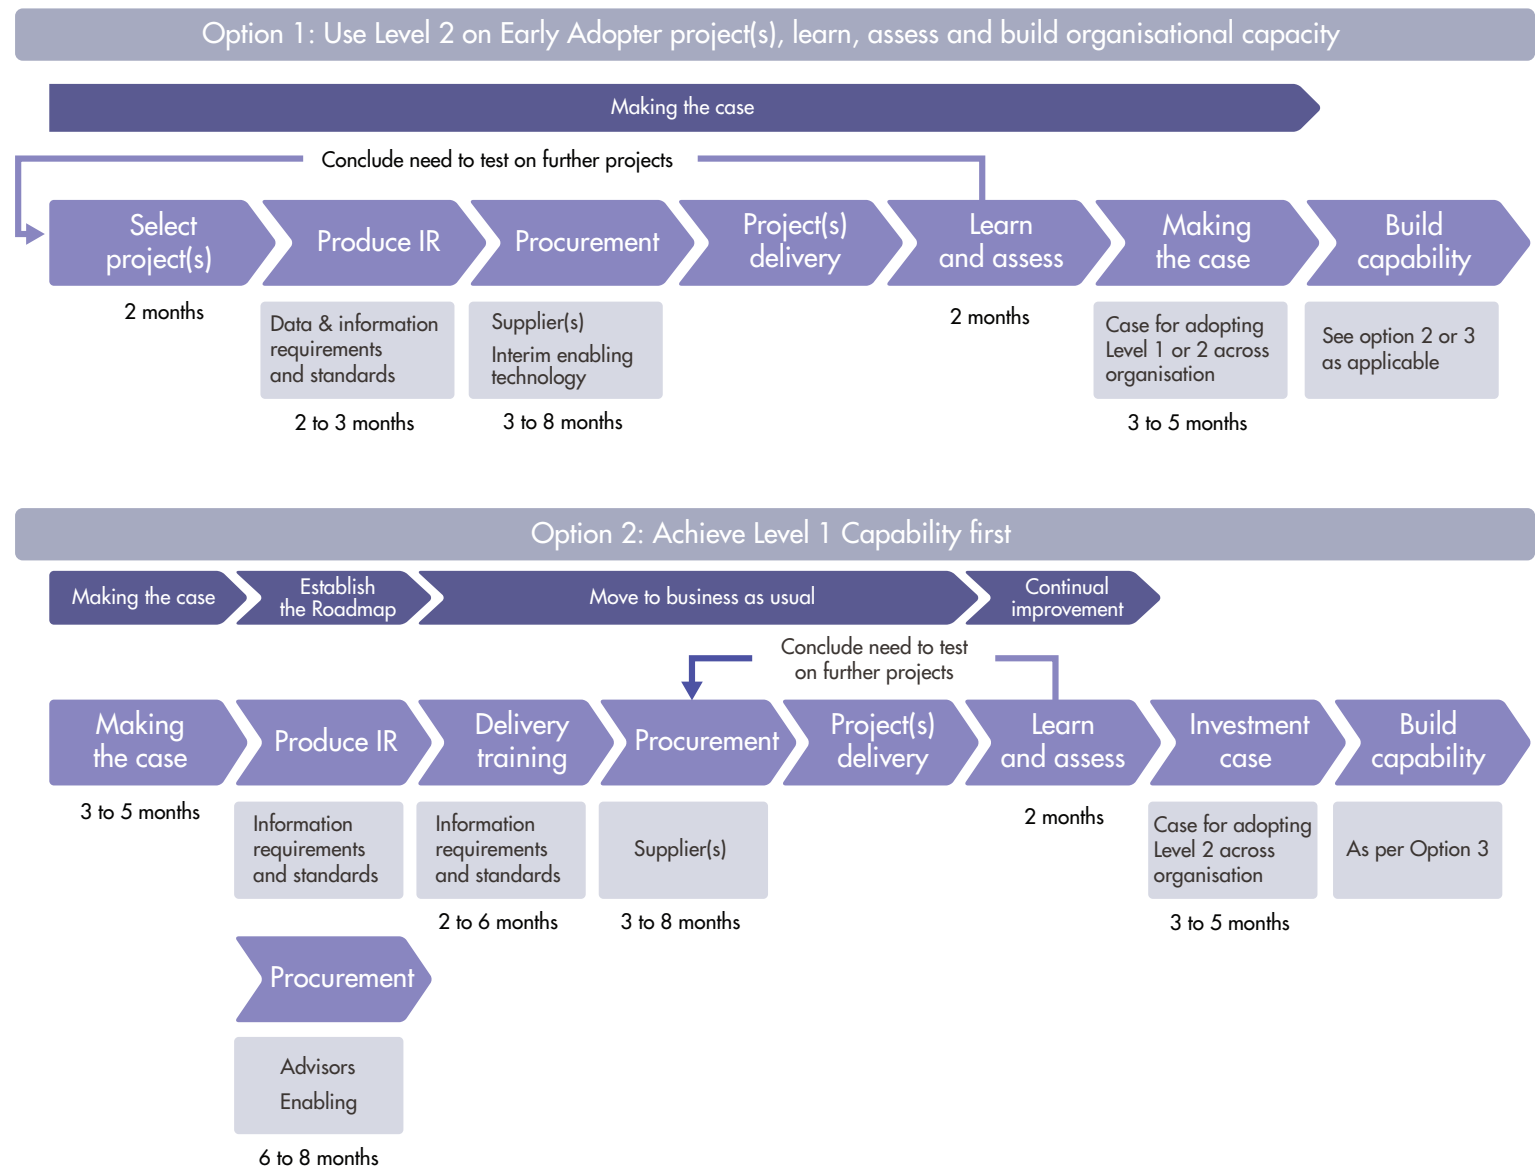 Option 1: Use Level 2 on Early Adopter project(s), learn, assess and build organisational capacity
Making the case
Conclude need to test on further projects
Select
project(s)
Produce IR
Procurement
Project(s)
delivery
Learn
and assess
Making
the case
Build
capability
2 months
Data & information
requirements
and standards
2 to 3 months
Supplier(s)
Interim enabling
technology
3 to 8 months
2 months
Case for adopting
Level 1 or 2 across
organisation
3 to 5 months
See option 2 or 3
as applicable
Option 2: Achieve Level 1 Capability first
Making the case
Establish
the Roadmap
Move to business as usual
Continual
improvement
Conclude need to test
on further projects
Making
the case
Produce IR
Delivery
training
Procurement
Project(s)
delivery
Learn
and assess
Investment
case
Build
capability
3 to 5 months
Information
requirements
and standards
Information
requirements
and standards
2 to 6 months
Supplier(s)
3 to 8 months
2 months
Case for adopting
Level 2 across
organisation
3 to 5 months
As per Option 3
Procurement
Advisors
Enabling
6 to 8 months